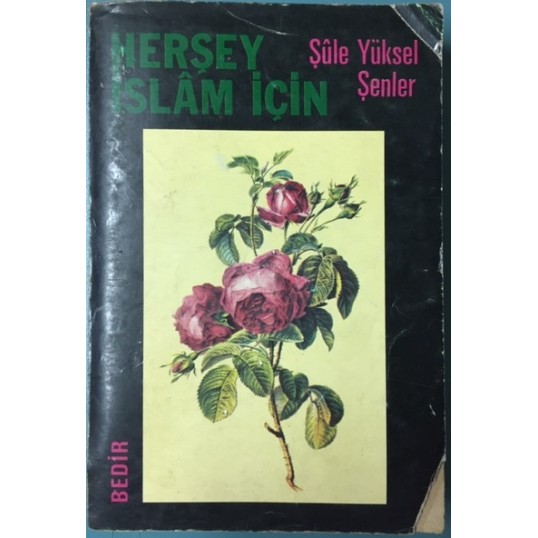 HERŞEY
İSLÂM İÇİN
Şûle Yüksel
Şenler
BEDİR